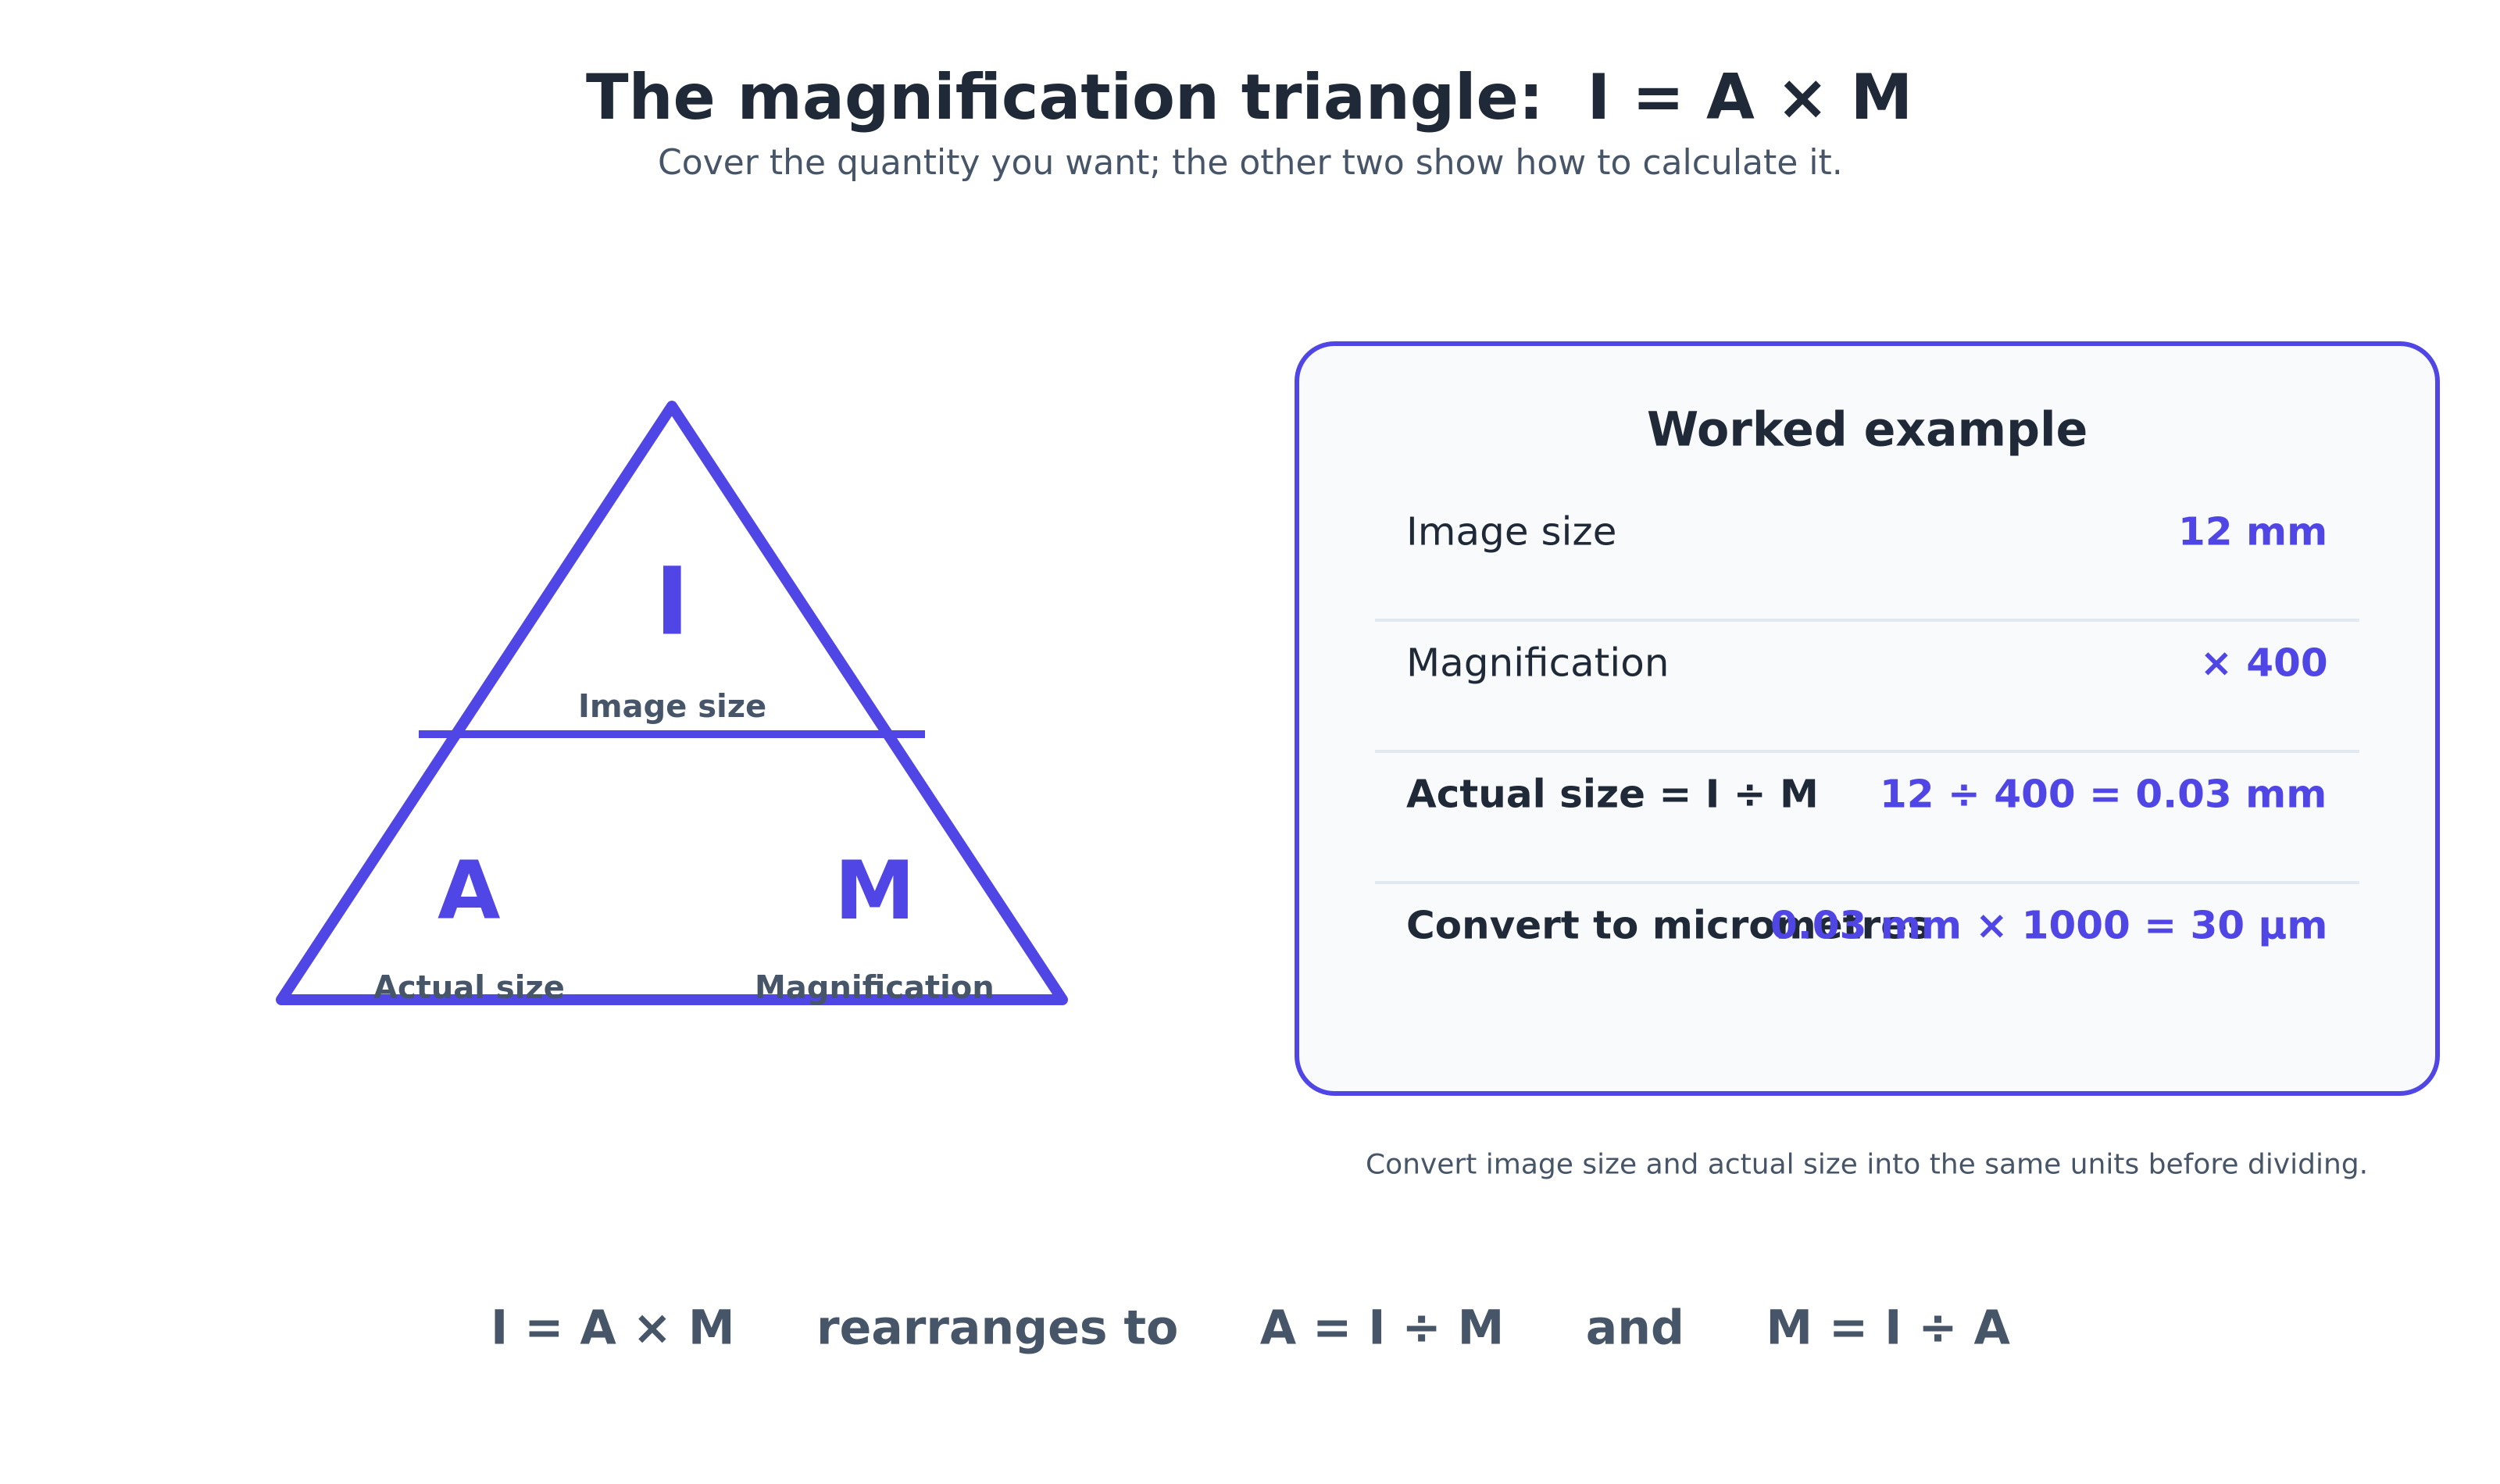 The magnification triangle: I = A × M
Cover the quantity you want; the other two show how to calculate it.
I
Image size
A
M
Actual size
Magnification
Worked example
Image size 12 mm
Magnification × 400
Actual size = I ÷ M 12 ÷ 400 = 0.03 mm
Convert to micrometres 0.03 mm × 1000 = 30 µm
Convert image size and actual size into the same units before dividing.
I = A × M rearranges to A = I ÷ M and M = I ÷ A